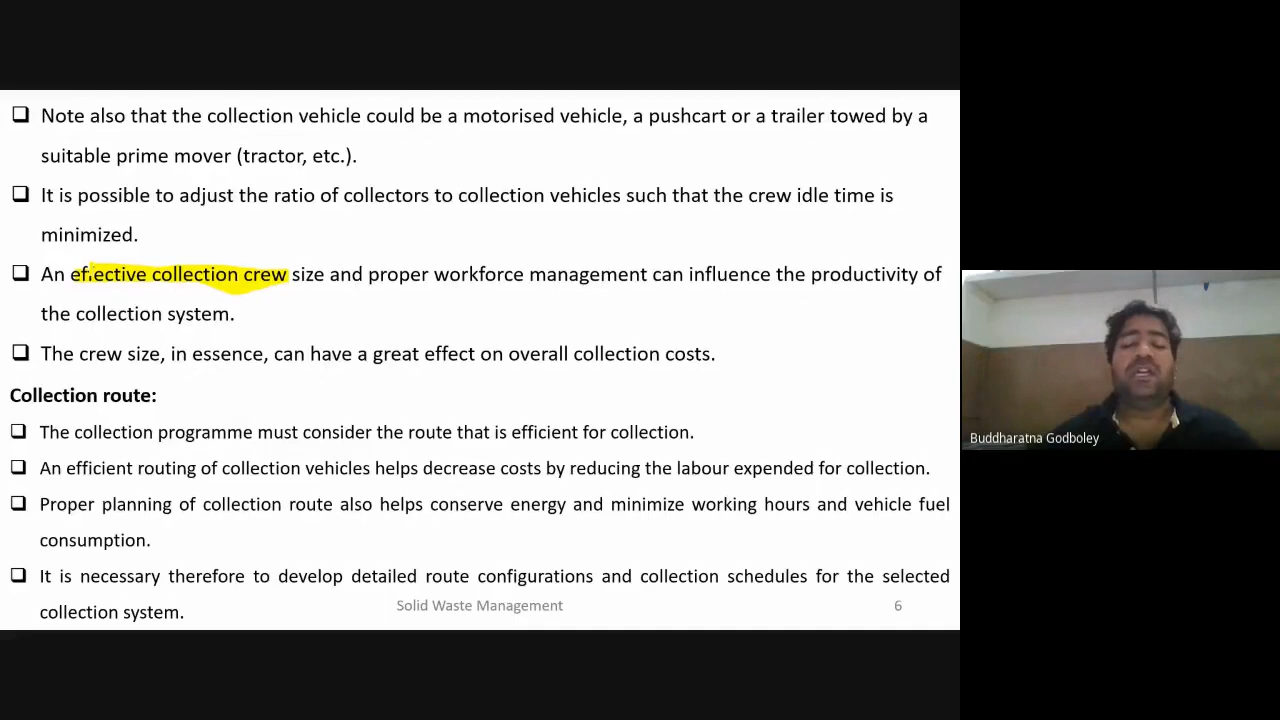 Note also that the collection vehicle could be a motorised vehicle, a pushcart or a trailer towed by a
suitable prime mover (tractor, etc.).
It is possible to adjust the ratio of collectors to collection vehicles such that the crew idle time is
minimized.
An effective collection crew size and proper workforce management can influence the productivity of
the collection system.
The crew size, in essence, can have a great effect on overall collection costs.
Collection route:
The collection programme must consider the route that is efficient for collection.
An efficient routing of collection vehicles helps decrease costs by reducing the labour expended for collection.
Proper planning of collection route also helps conserve energy and minimize working hours and vehicle fuel
consumption.
It is necessary therefore to develop detailed route configurations and collection schedules for the selected
collection system.
Solid Waste Management 6
Buddharatna Godboley